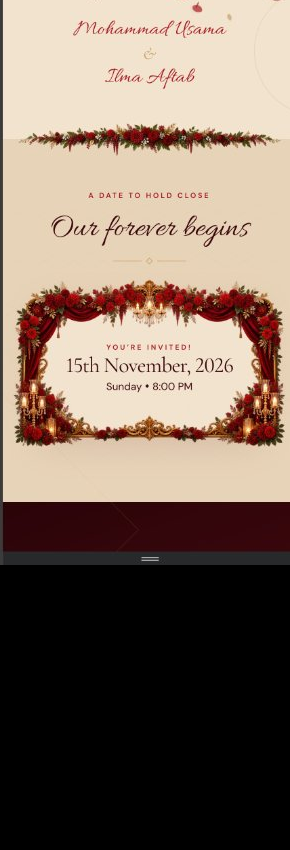 Mohammad Usama
&
Ilma Aftab
A DATE TO HOLD CLOSE
Our forever begins
YOU'RE INVITED!
15th November, 2026
Sunday • 8:00 PM